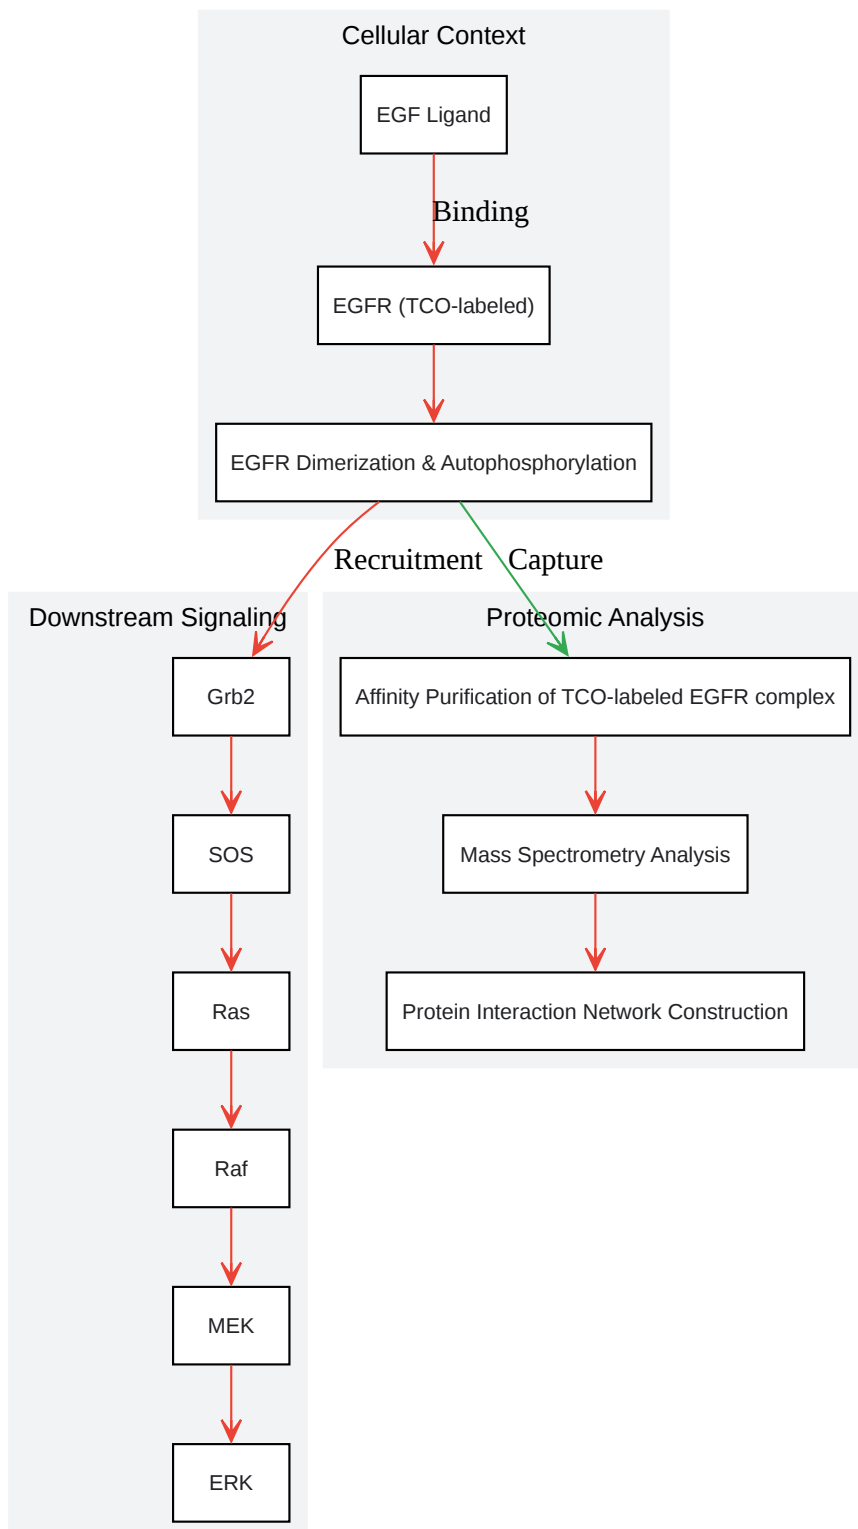 Cellular Context
EGF Ligand
Binding
EGFR (TCO-labeled)
EGFR Dimerization & Autophosphorylation
Recruitment
Capture
Downstream Signaling
Grb2
SOS
Ras
Raf
MEK
ERK
Proteomic Analysis
Affinity Purification of TCO-labeled EGFR complex
Mass Spectrometry Analysis
Protein Interaction Network Construction